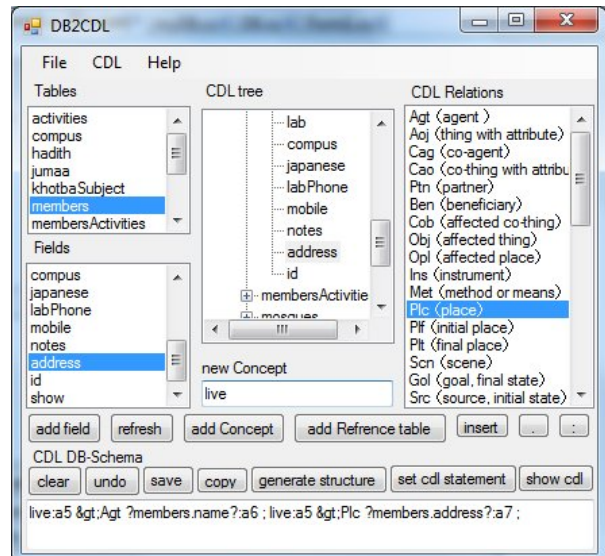 DB2CDL
File CDL Help
Tables
activities
compus
hadith
jumaa
khotbaSubject
members
membersActivities
Fields
compus
japanese
labPhone
mobile
notes
address
id
show
CDL tree
lab
compus
japanese
labPhone
mobile
notes
address
id
membersActivitie
mosques
new Concept
live
CDL Relations
Agt (agent )
Aoj (thing with attribute)
Cag (co-agent)
Cao (co-thing with attribu
Ptn (partner)
Ben (beneficiary)
Cob (affected co-thing)
Obj (affected thing)
Opl (affected place)
Ins (instrument)
Met (method or means)
Plc (place)
Plf (initial place)
Plt (final place)
Scn (scene)
Gol (goal, final state)
Src (source, initial state)
add field refresh add Concept add Refrence table insert . :
CDL DB-Schema
clear undo save copy generate structure set cdl statement show cdl
live:a5 &gt;Agt ?members.name?:a6 ; live:a5 &gt;Plc ?members.address?:a7 ;